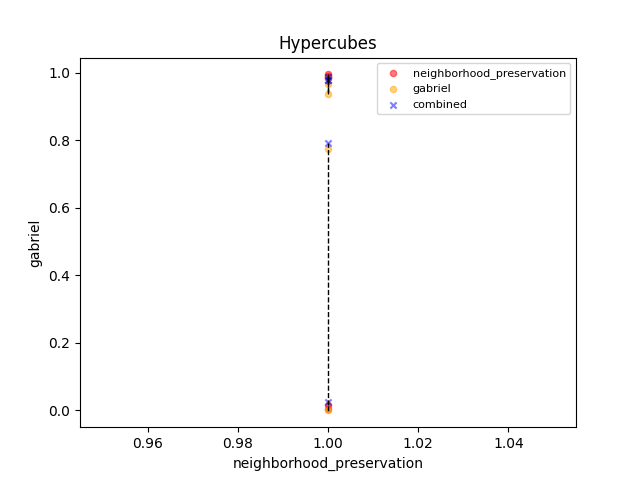 Hypercubes
neighborhood_preservation
gabriel
combined
1.0
0.8
0.6
0.4
0.2
0.0
gabriel
0.96
0.98
1.00
1.02
1.04
neighborhood_preservation